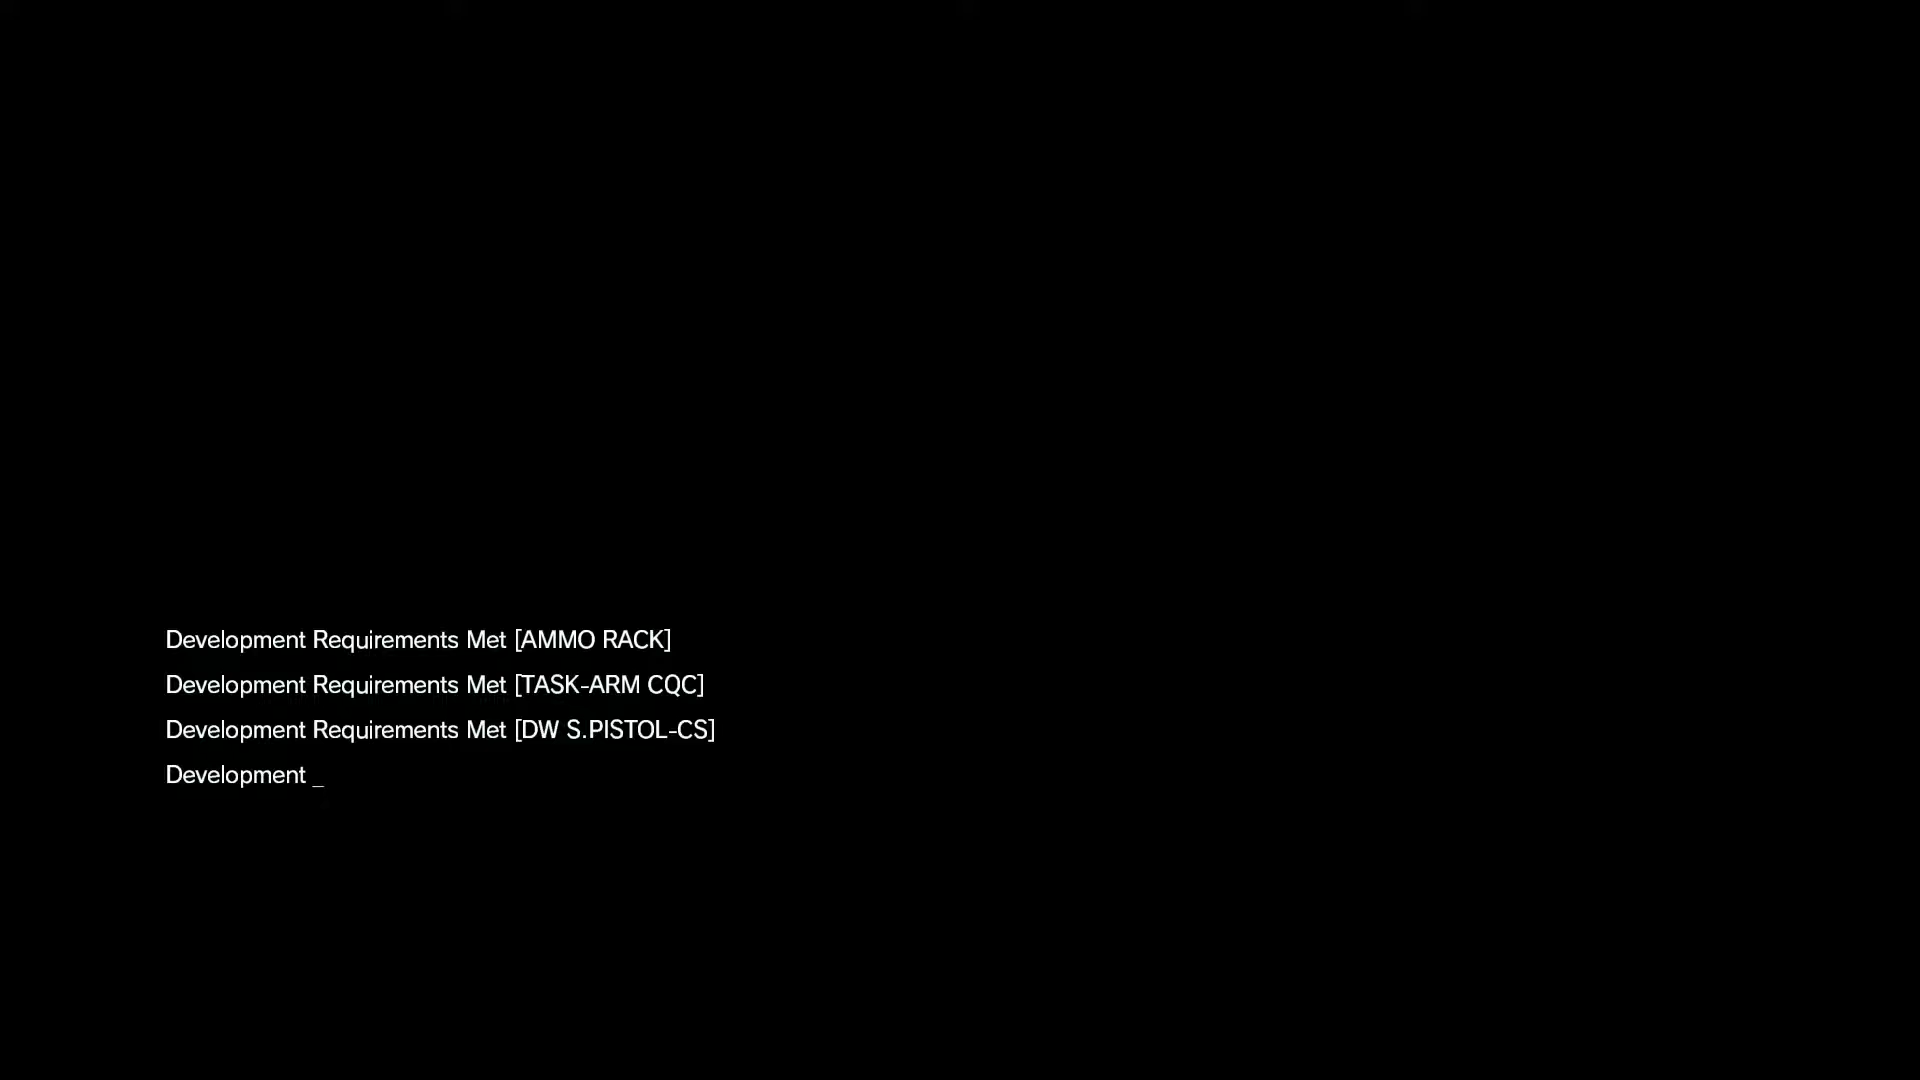 Development Requirements Met [AMMO RACK]
Development Requirements Met [TASK-ARM CQC]
Development Requirements Met [DW S.PISTOL-CS]
Development _